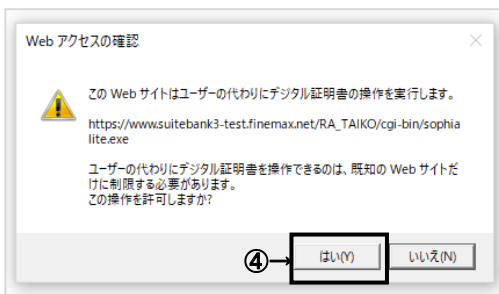 Web アクセスの確認
この Web サイトはユーザーの代わりにデジタル証明書の操作を実行します。
https://www.suitebank3-test.finemax.net/RA_TAIKO/cgi-bin/sophia
lite.exe
ユーザーの代わりにデジタル証明書を操作できるのは、既知の Web サイトだ
けに制限する必要があります。
この操作を許可しますか?
④→ はい(Y) いいえ(N)